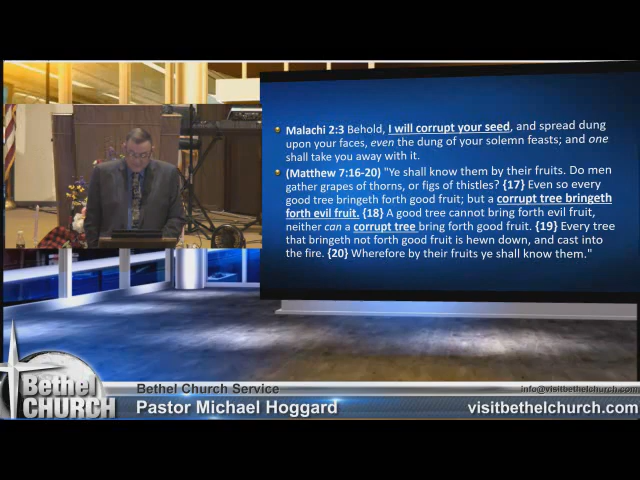 Malachi 2:3 Behold, I will corrupt your seed, and spread dung
upon your faces, even the dung of your solemn feasts; and one
shall take you away with it.
(Matthew 7:16-20) "Ye shall know them by their fruits. Do men
gather grapes of thorns, or figs of thistles? {17} Even so every
good tree bringeth forth good fruit; but a corrupt tree bringeth
forth evil fruit. {18} A good tree cannot bring forth evil fruit,
neither can a corrupt tree bring forth good fruit. {19} Every tree
that bringeth not forth good fruit is hewn down, and cast into
the fire. {20} Wherefore by their fruits ye shall know them."
Bethel
CHURCH
Bethel Church Service
info@visitbethelchurch.com
Pastor Michael Hoggard
visitbethelchurch.com